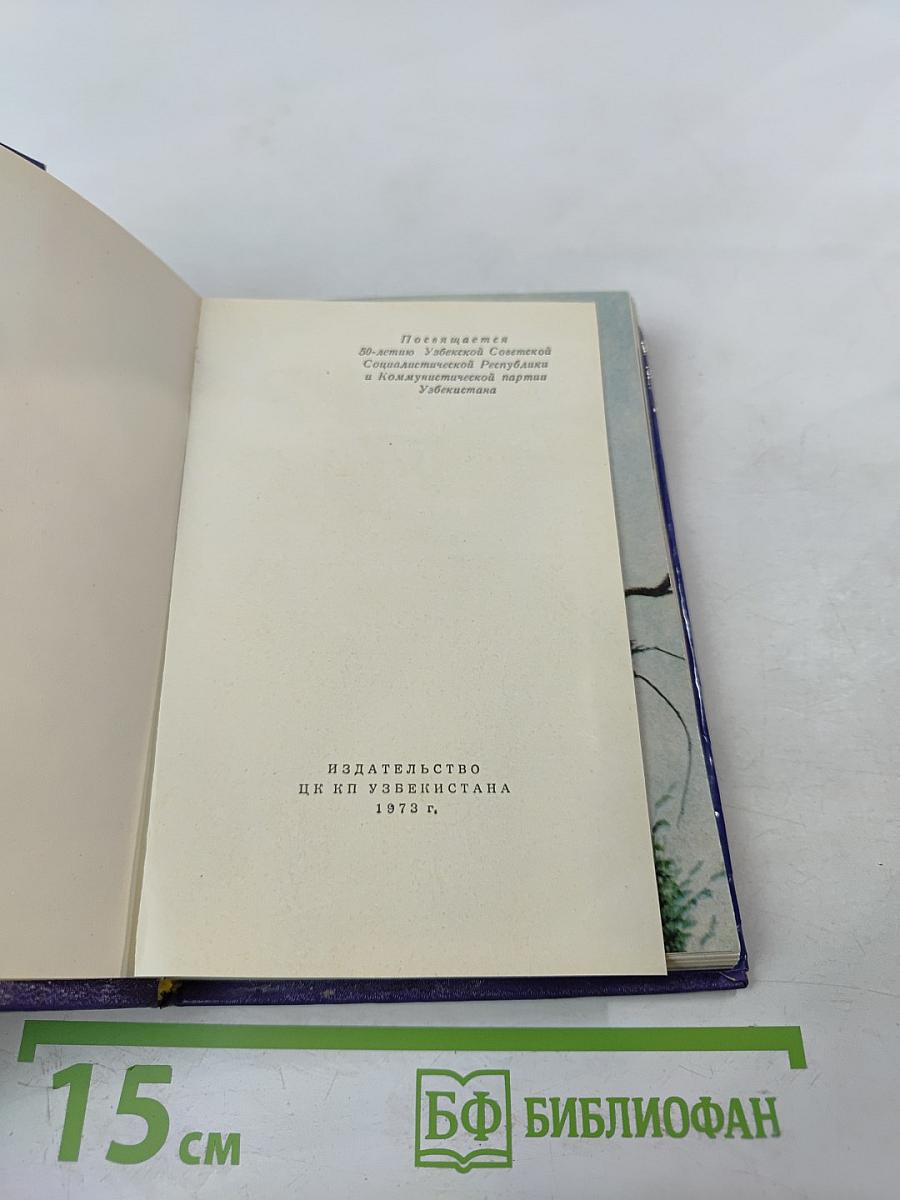 Посвящается
50-летию Узбекской Советской
Социалистической Республики
и Коммунистической партии
Узбекистана
ИЗДАТЕЛЬСТВО
ЦК КП УЗБЕКИСТАНА
1973 г.
15 см
БФ БИБЛИОФАН